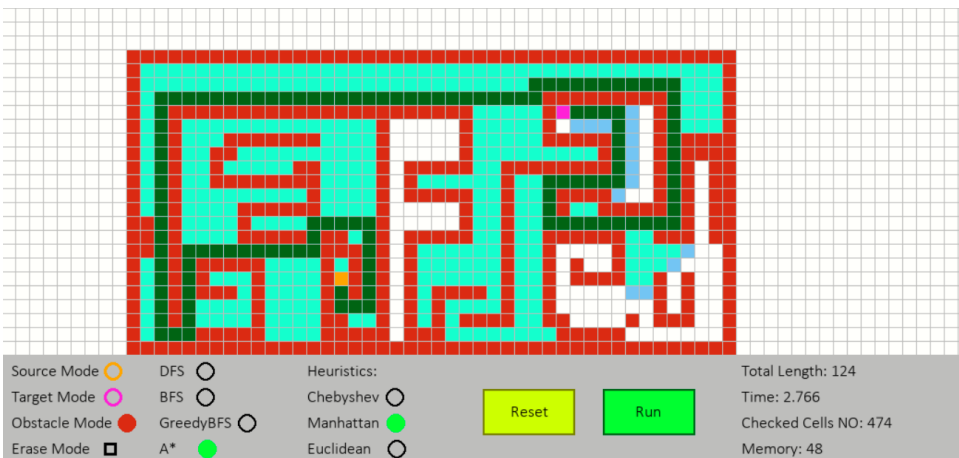 Source Mode DFS Heuristics: Total Length: 124
Target Mode BFS Chebyshev Time: 2.766
Obstacle Mode GreedyBFS Manhattan Reset Run Checked Cells NO: 474
Erase Mode A* Euclidean Memory: 48